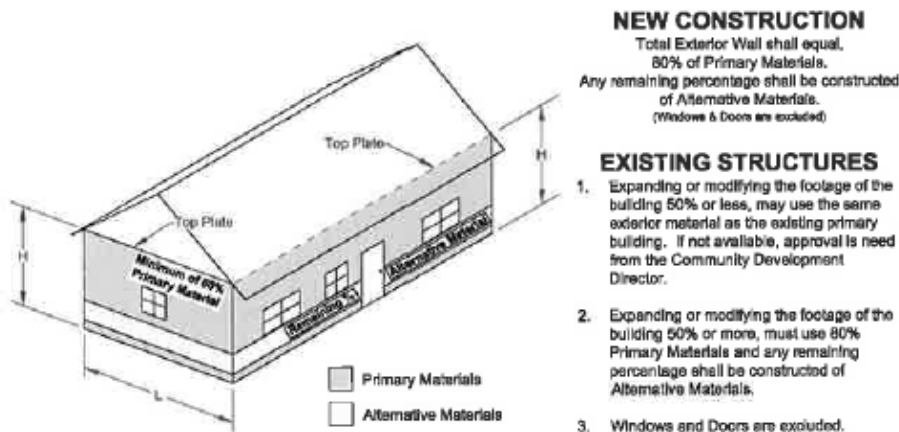 NEW CONSTRUCTION
Total Exterior Wall shall equal,
80% of Primary Materials.
Any remaining percentage shall be constructed
of Alternative Materials.
(Windows & Doors are excluded)
EXISTING STRUCTURES
1. Expanding or modifying the footage of the
building 50% or less, may use the same
exterior material as the existing primary
building. If not available, approval is need
from the Community Development
Director.
2. Expanding or modifying the footage of the
building 50% or more, must use 80%
Primary Materials and any remaining
percentage shall be constructed of
Alternative Materials.
3. Windows and Doors are excluded.
Top Plate
H
Top Plate
H
Minimum of
Primary Material
Remaining %
Alternative Material
L
Primary Materials
Alternative Materials